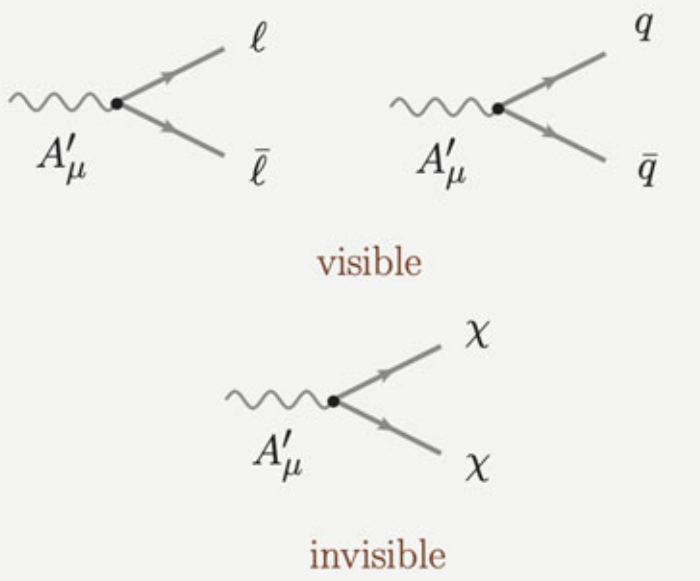 ℓ q
A′μ ℓ̄ A′μ q̄
visible
χ
A′μ χ
invisible